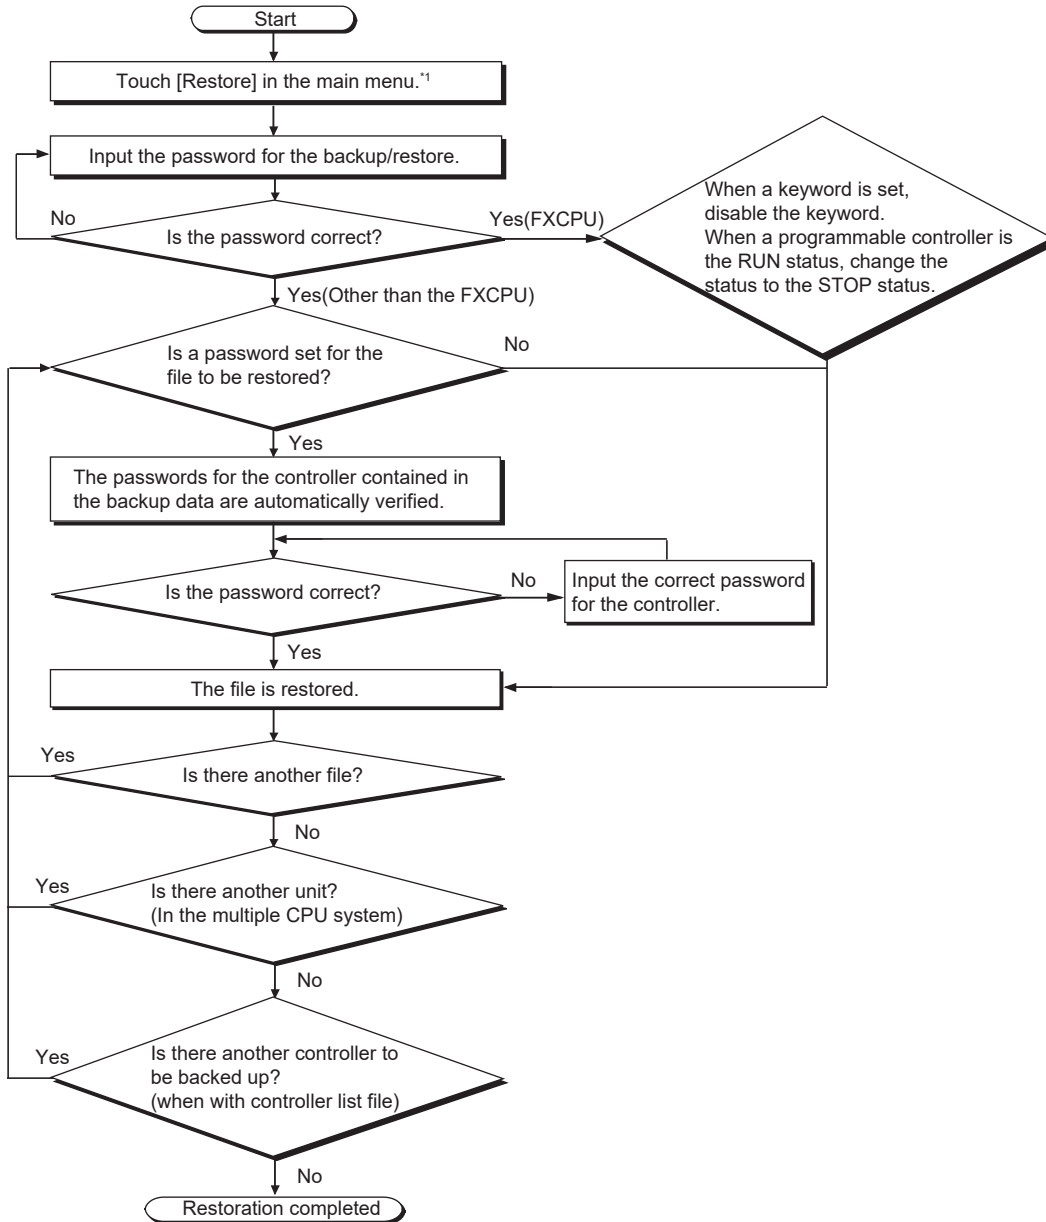 Start
Touch [Restore] in the main menu.*1
Input the password for the backup/restore.
No
Is the password correct?
Yes(FXCPU)
When a keyword is set,
disable the keyword.
When a programmable controller is
the RUN status, change the
status to the STOP status.
Yes(Other than the FXCPU)
Is a password set for the
file to be restored?
No
Yes
The passwords for the controller contained in
the backup data are automatically verified.
Is the password correct?
No
Input the correct password
for the controller.
Yes
The file is restored.
Yes
Is there another file?
No
Yes
Is there another unit?
(In the multiple CPU system)
No
Yes
Is there another controller to
be backed up?
(when with controller list file)
No
Restoration completed